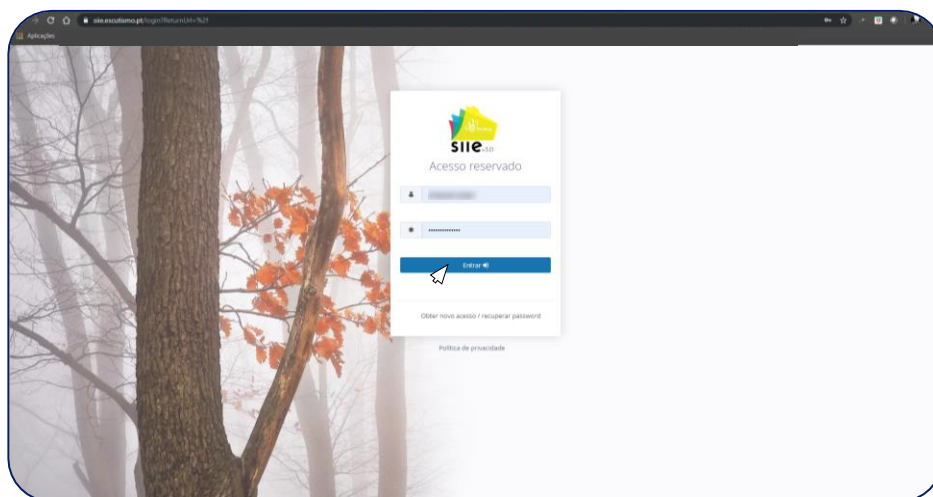 siie.escutismo.pt/login?ReturnUrl=%2f
Aplicações
siie
Acesso reservado
Entrar
Obter novo acesso / recuperar password
Política de privacidade